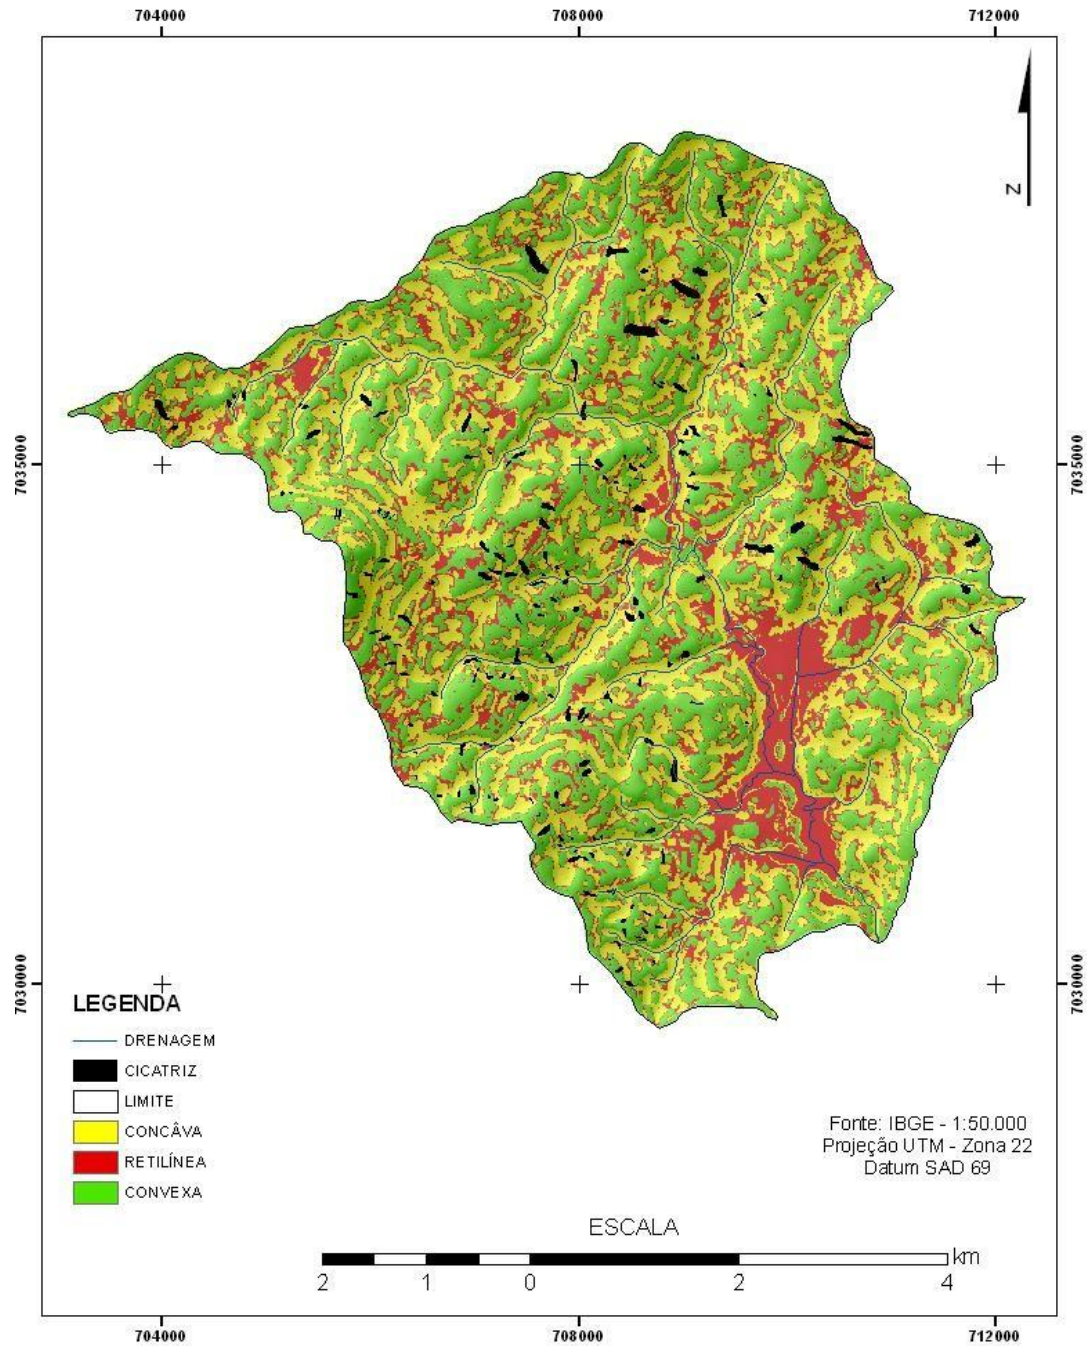 704000 708000 712000
N
7035000 7035000
7030000 7030000
LEGENDA
DRENAGEM
CICATRIZ
LIMITE
CONCÂVA
RETILÍNEA
CONVEXA
Fonte: IBGE - 1:50.000
Projeção UTM - Zona 22
Datum SAD 69
ESCALA
km
2 1 0 2 4
704000 708000 712000